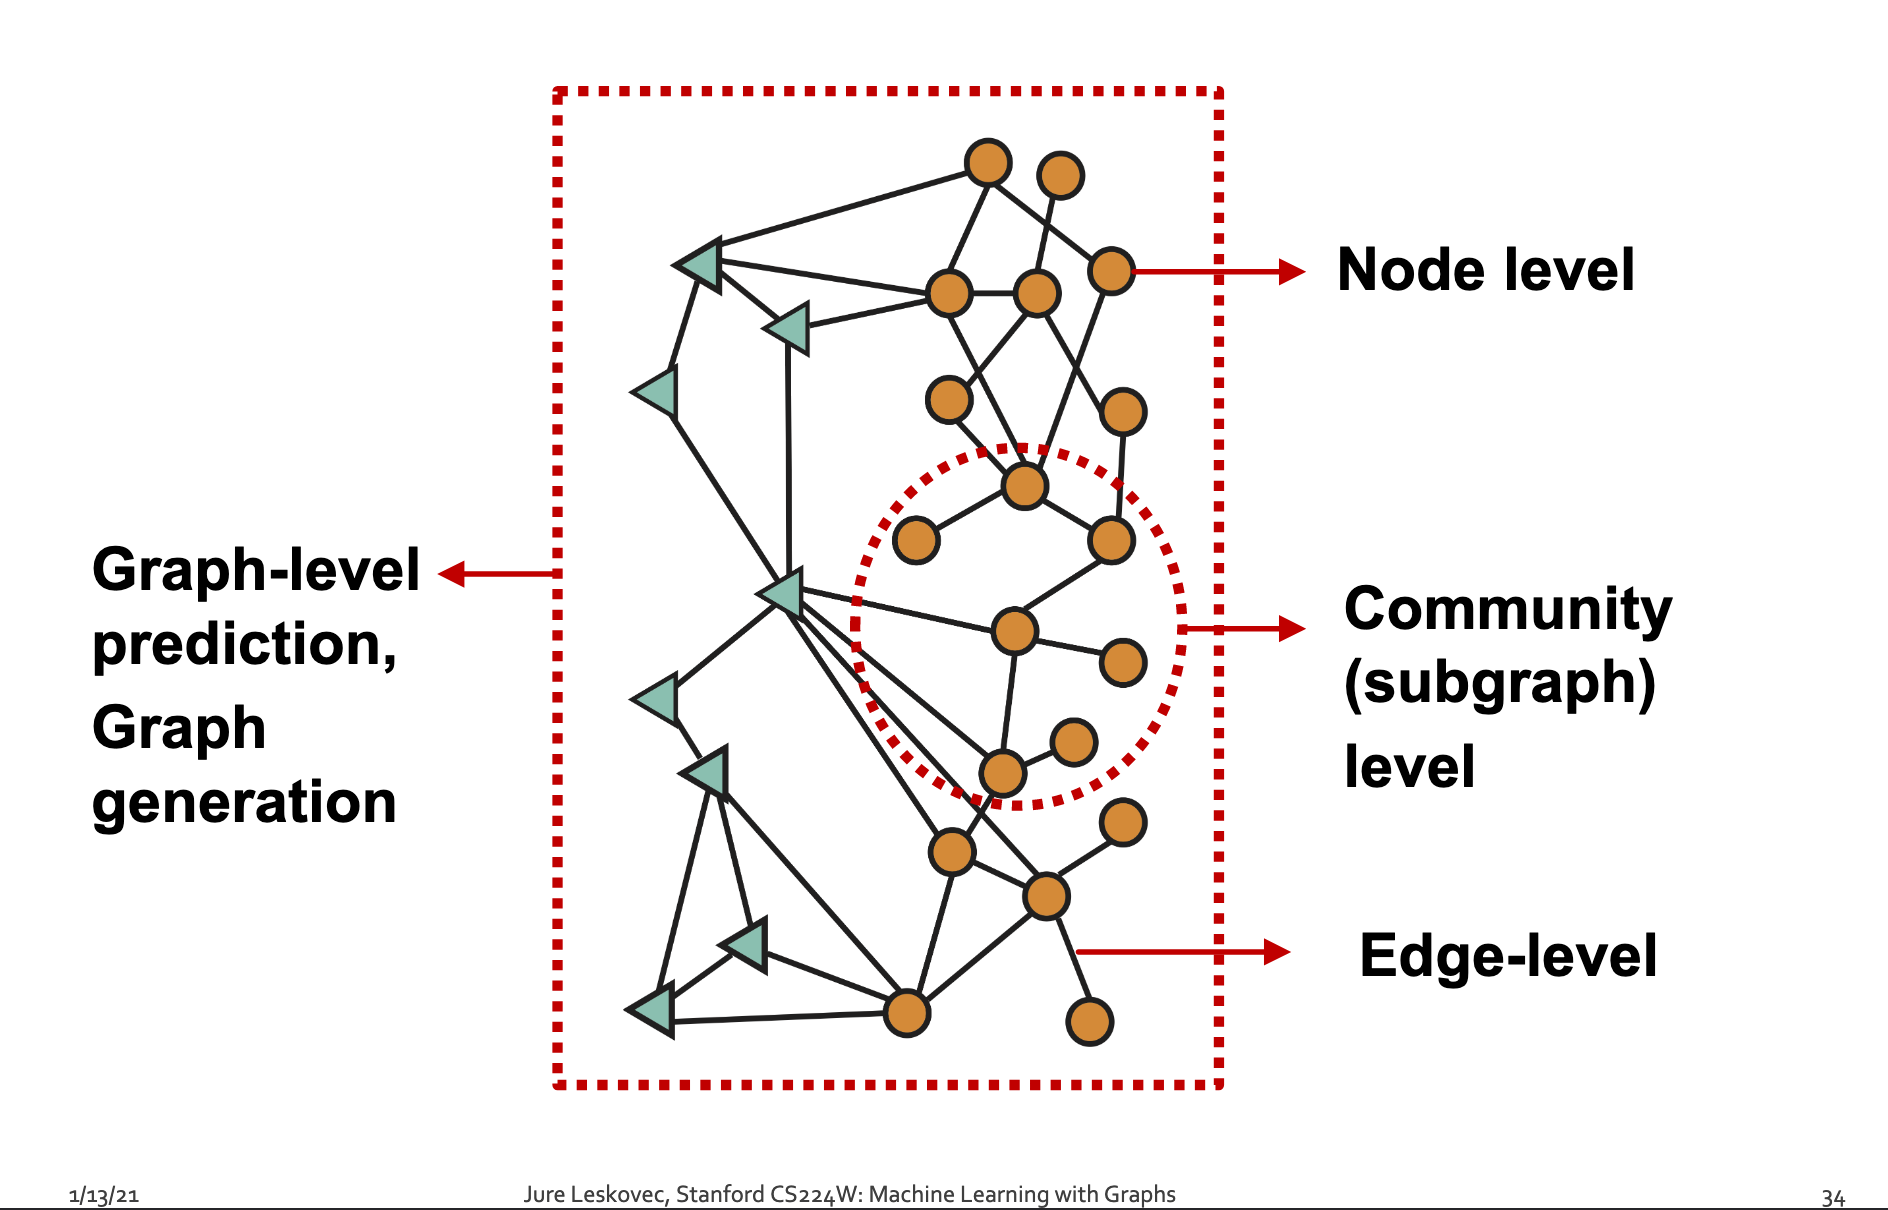 Node level
Graph-level
prediction,
Graph
generation
Community
(subgraph)
level
Edge-level
1/13/21
Jure Leskovec, Stanford CS224W: Machine Learning with Graphs
34